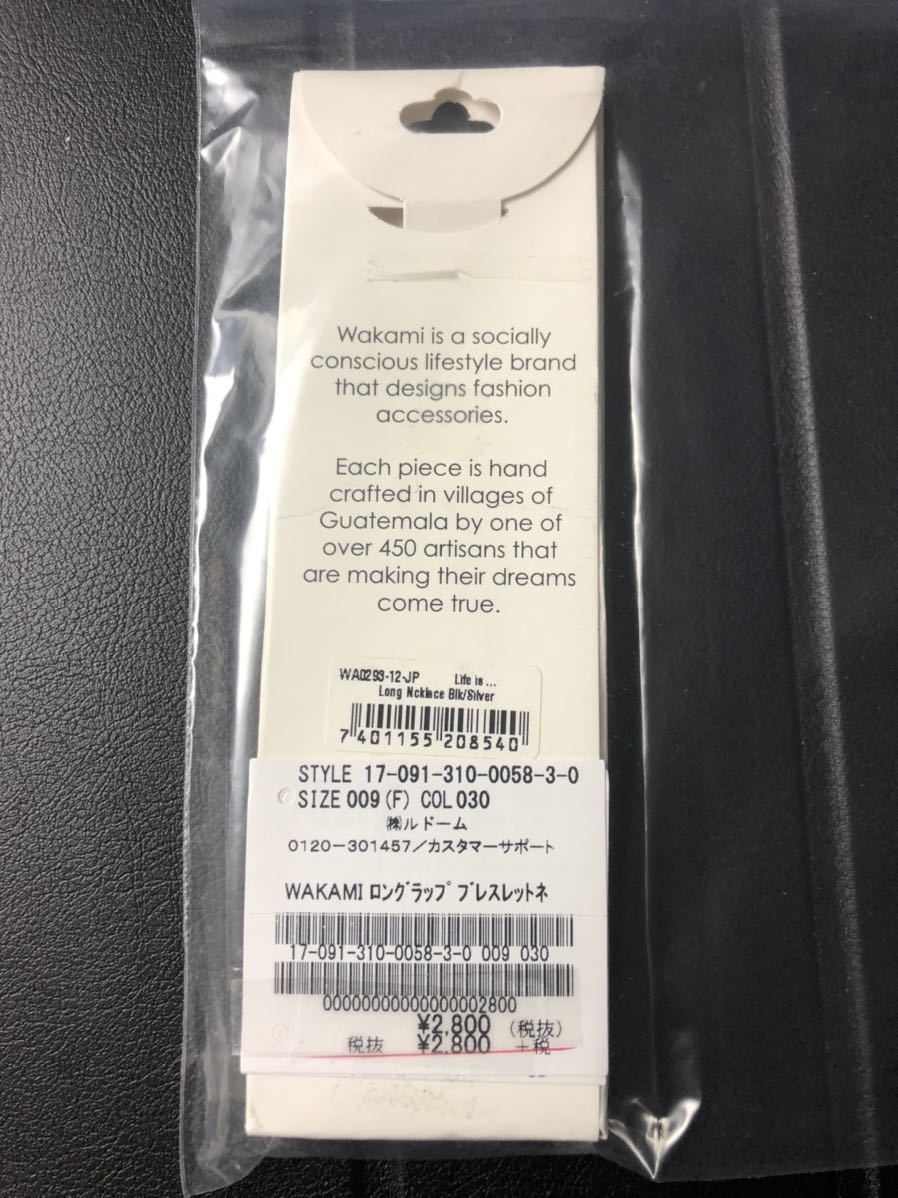 Wakami is a socially
conscious lifestyle brand
that designs fashion
accessories.
Each piece is hand
crafted in villages of
Guatemala by one of
over 450 artisans that
are making their dreams
come true.
WA0293-12-JP Life is ...
Long Ncklace Blk/Silver
7 401155 208540
STYLE 17-091-310-0058-3-0
SIZE 009 (F) COL 030
㈱ルドーム
0120-301457/カスタマーサポート
WAKAMI ロングラップ ブレスレットネ
17-091-310-0058-3-0 009 030
00000000000000002800
¥2,800 (税抜)
税抜 ¥2,800 +税